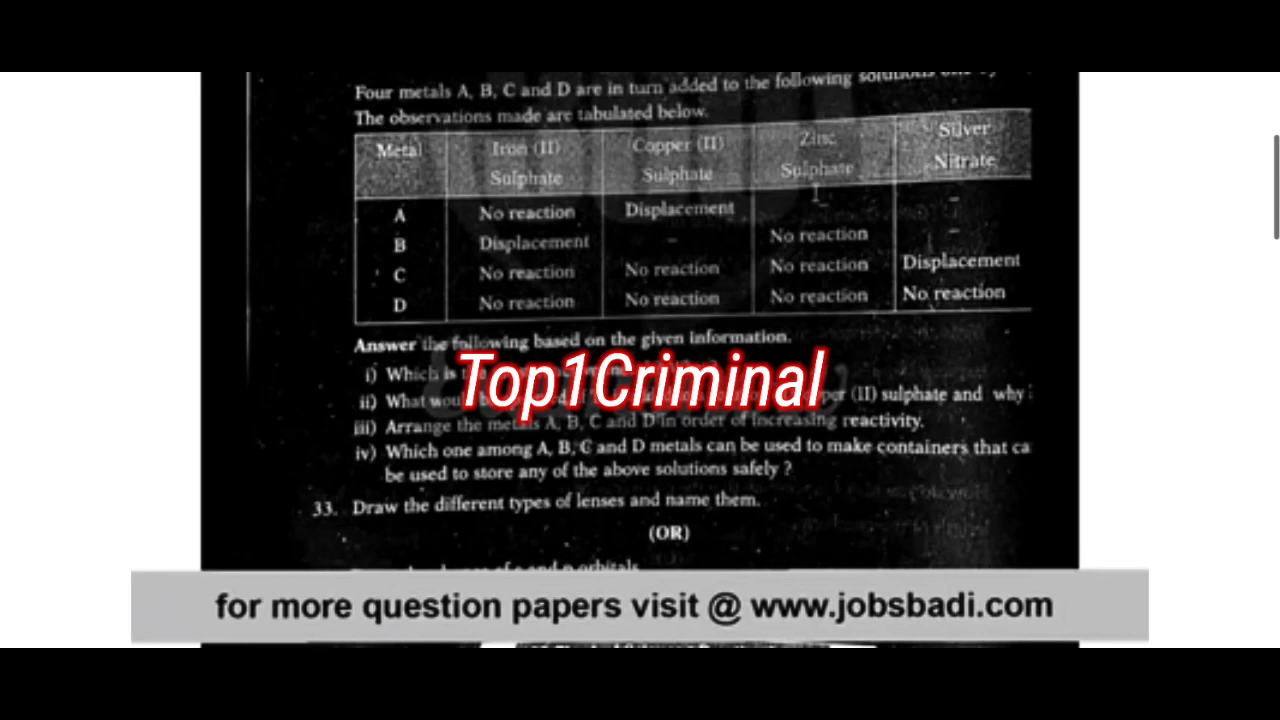 Four metals A, B, C and D are in turn added to the following solutions
The observations made are tabulated below.
Metal Iron (II) Sulphate Copper (II) Sulphate Zinc Sulphate Silver Nitrate
A No reaction Displacement – –
B Displacement – No reaction –
C No reaction No reaction No reaction Displacement
D No reaction No reaction No reaction No reaction
Answer the following based on the given information.
i) Which is the
Top1Criminal
ii) What (II) sulphate and why
iii) Arrange the metals A, B, C and D in order of increasing reactivity.
iv) Which one among A, B, C and D metals can be used to make containers that ca
be used to store any of the above solutions safely ?
33. Draw the different types of lenses and name them.
(OR)
of s and p orbitals
for more question papers visit @ www.jobsbadi.com